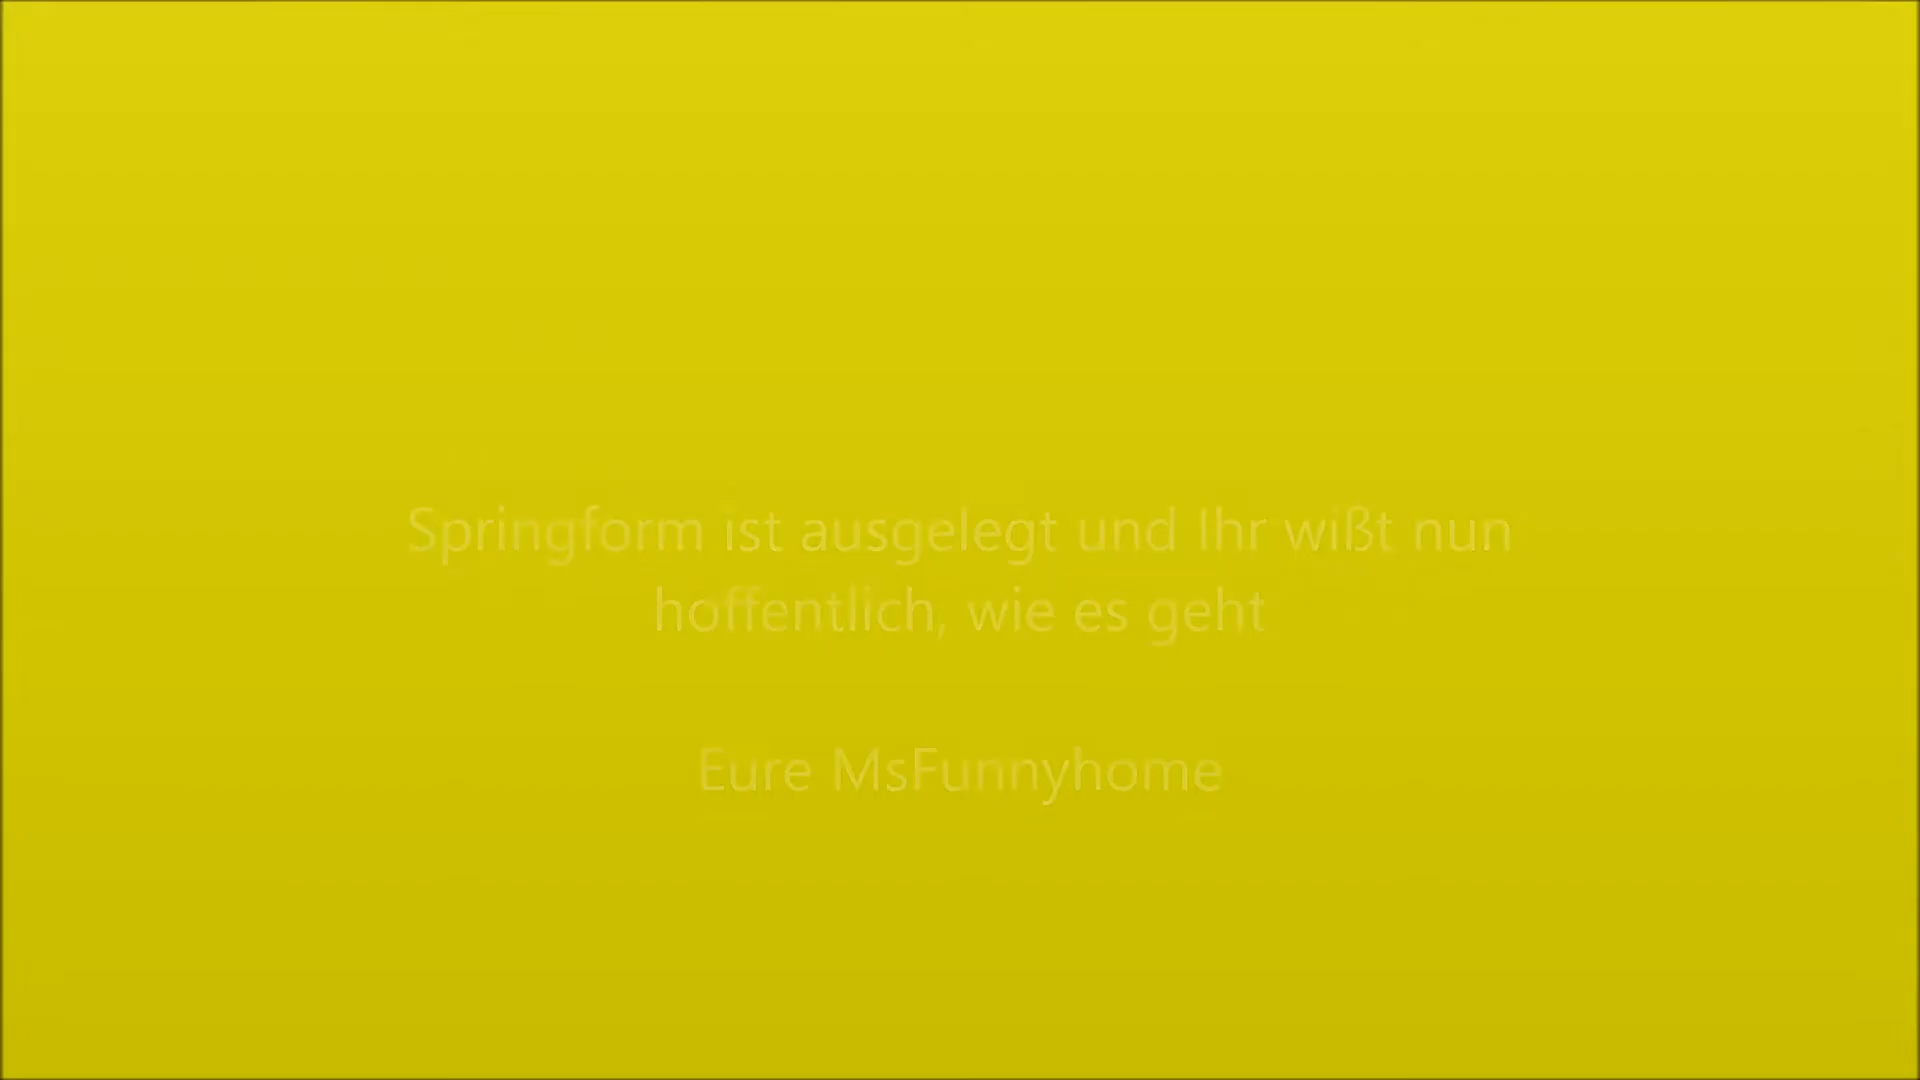 Springform ist ausgelegt und Ihr wißt nun
hoffentlich, wie es geht
Eure MsFunnyhome